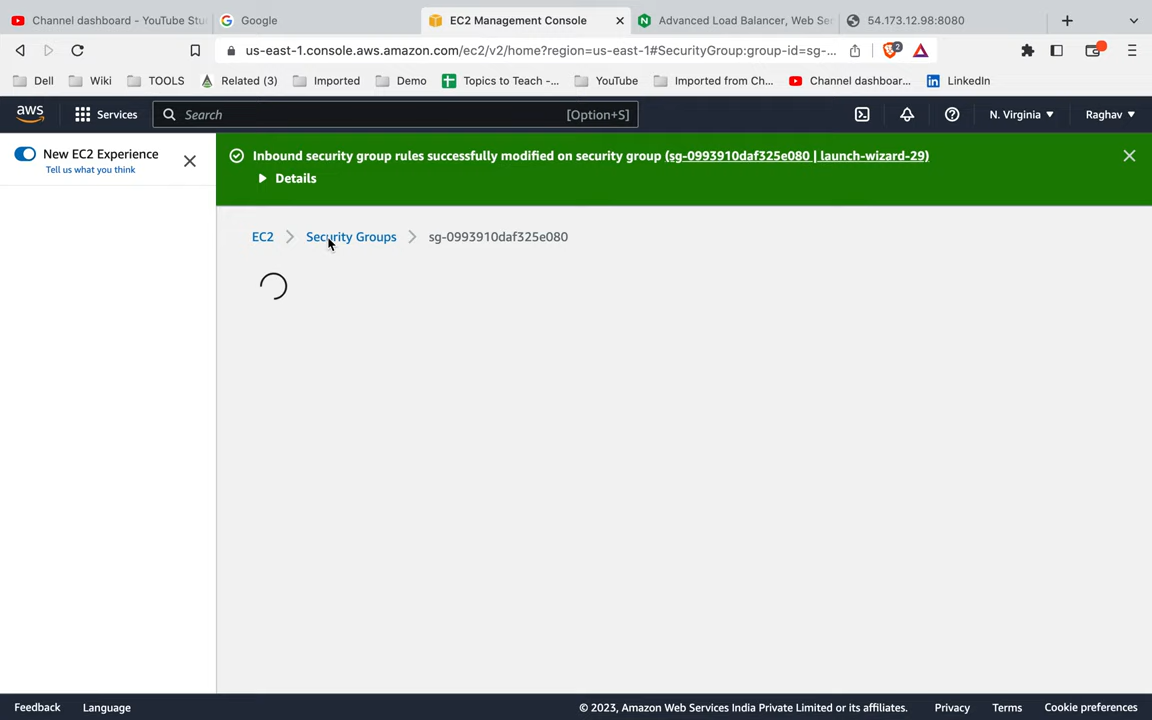 Channel dashboard - YouTube Stu
Google
EC2 Management Console
Advanced Load Balancer, Web Ser
54.173.12.98:8080
us-east-1.console.aws.amazon.com/ec2/v2/home?region=us-east-1#SecurityGroup:group-id=sg-...
2
Dell
Wiki
TOOLS
Related (3)
Imported
Demo
Topics to Teach -...
YouTube
Imported from Ch...
Channel dashboar...
LinkedIn
aws
Services
Search
[Option+S]
N. Virginia
Raghav
New EC2 Experience
Tell us what you think
Inbound security group rules successfully modified on security group (sg-0993910daf325e080 | launch-wizard-29)
Details
EC2
Security Groups
sg-0993910daf325e080
Feedback
Language
© 2023, Amazon Web Services India Private Limited or its affiliates.
Privacy
Terms
Cookie preferences